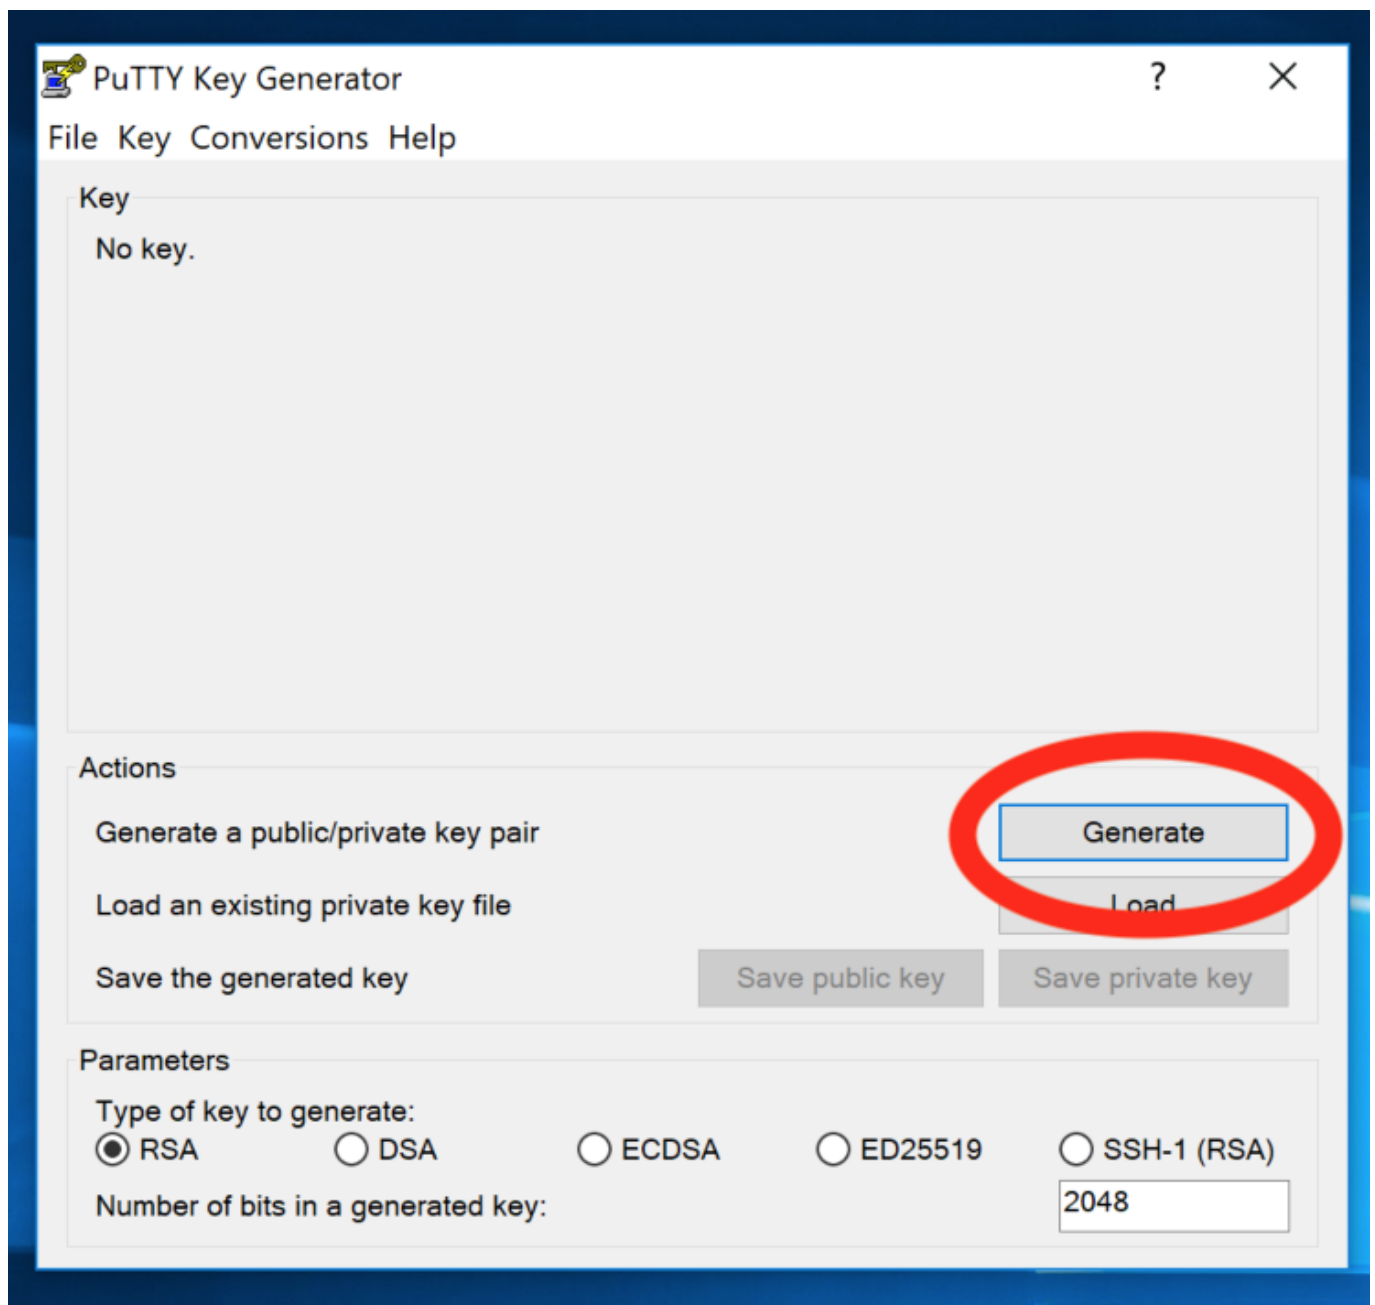 PuTTY Key Generator ?
File Key Conversions Help
Key
No key.
Actions
Generate a public/private key pair Generate
Load an existing private key file Load
Save the generated key Save public key Save private key
Parameters
Type of key to generate:
RSA DSA ECDSA ED25519 SSH-1 (RSA)
Number of bits in a generated key: 2048